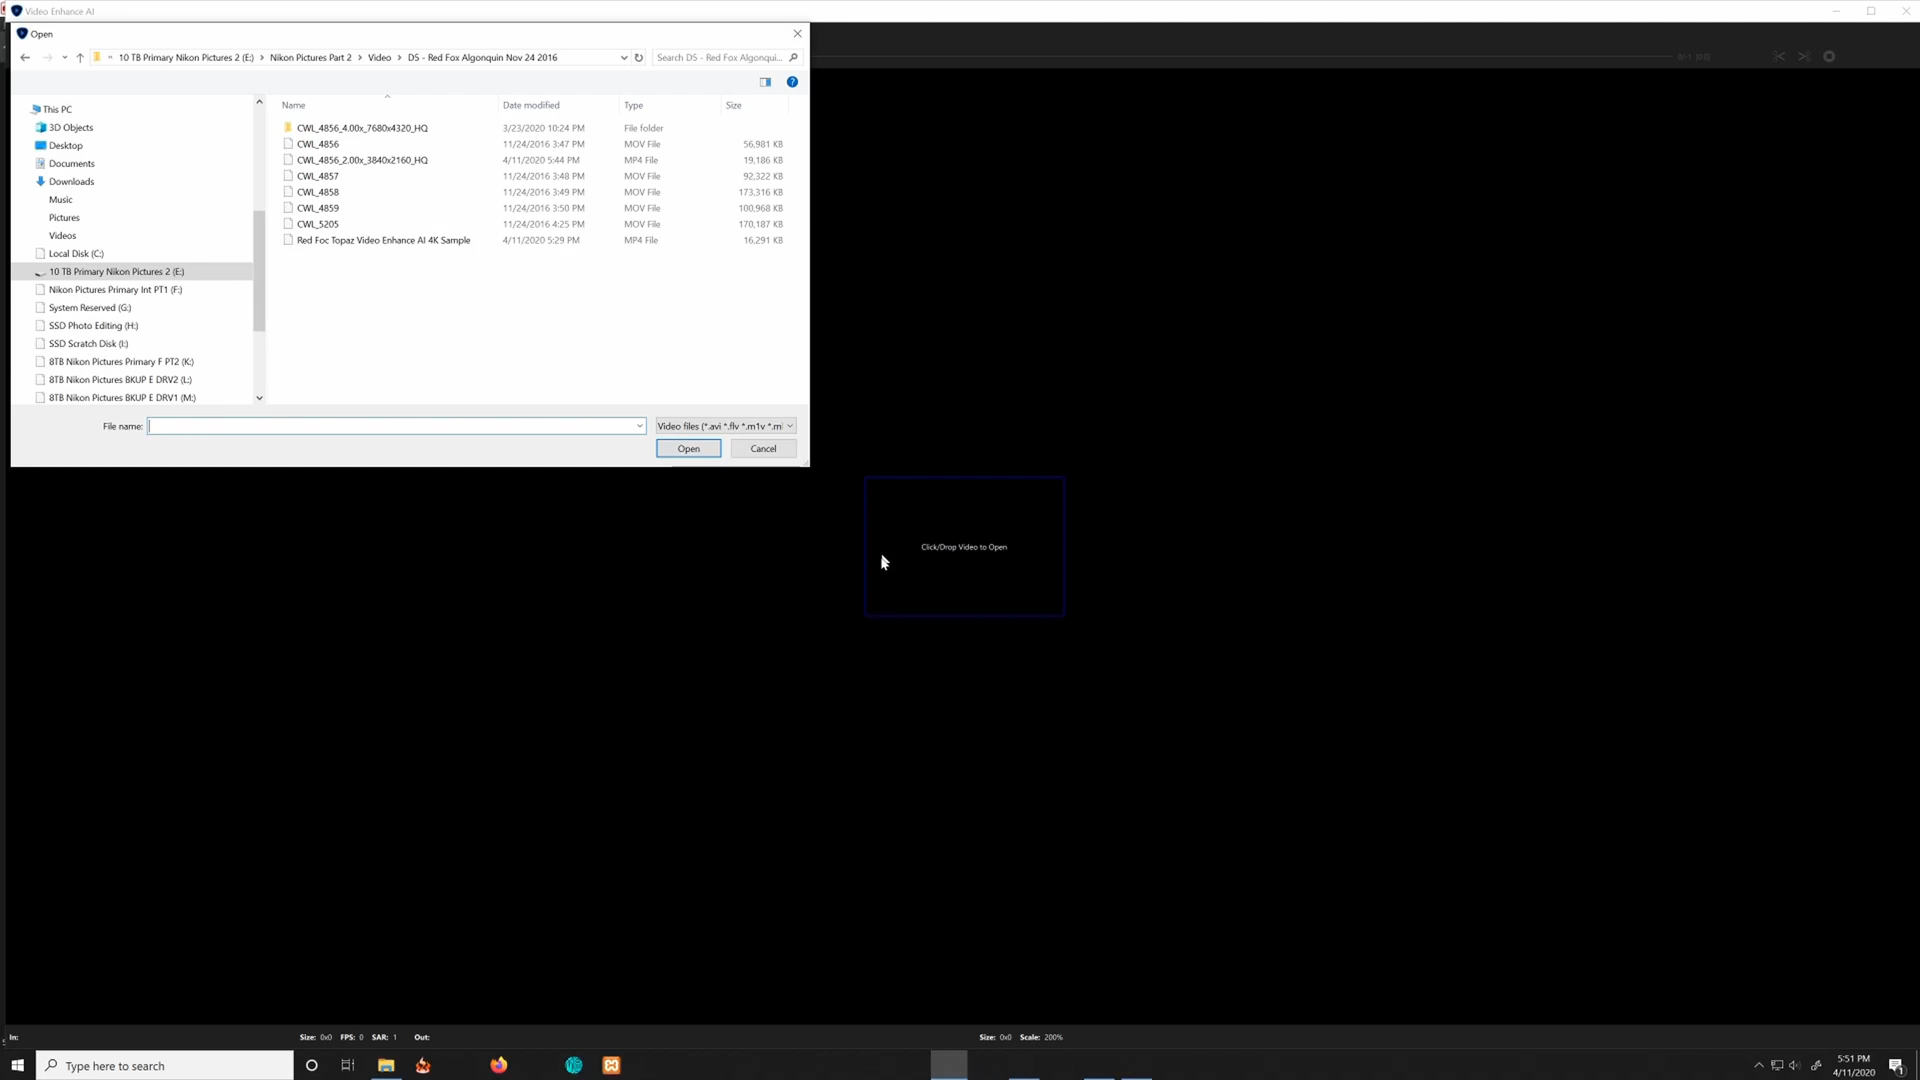 Video Enhance AI
Open
10 TB Primary Nikon Pictures 2 (E:) > Nikon Pictures Part 2 > Video > D5 - Red Fox Algonquin Nov 24 2016
Search D5 - Red Fox Algonqui...
0/-1 [0.0]
Name Date modified Type Size
This PC
3D Objects
Desktop
Documents
Downloads
Music
Pictures
Videos
Local Disk (C:)
10 TB Primary Nikon Pictures 2 (E:)
Nikon Pictures Primary Int PT1 (F:)
System Reserved (G:)
SSD Photo Editing (H:)
SSD Scratch Disk (I:)
8TB Nikon Pictures Primary F PT2 (K:)
8TB Nikon Pictures BKUP E DRV2 (L:)
8TB Nikon Pictures BKUP E DRV1 (M:)
CWL_4856_4.00x_7680x4320_HQ 3/23/2020 10:24 PM File folder
CWL_4856 11/24/2016 3:47 PM MOV File 56,981 KB
CWL_4856_2.00x_3840x2160_HQ 4/11/2020 5:44 PM MP4 File 19,186 KB
CWL_4857 11/24/2016 3:48 PM MOV File 92,322 KB
CWL_4858 11/24/2016 3:49 PM MOV File 173,316 KB
CWL_4859 11/24/2016 3:50 PM MOV File 100,968 KB
CWL_5205 11/24/2016 4:25 PM MOV File 170,187 KB
Red Foc Topaz Video Enhance AI 4K Sample 4/11/2020 5:29 PM MP4 File 16,291 KB
File name:
Video files (*.avi *.flv *.m1v *.m
Open Cancel
Click/Drop Video to Open
In: Size: 0x0 FPS: 0 SAR: 1 Out: Size: 0x0 Scale: 200%
Type here to search
5:51 PM
4/11/2020